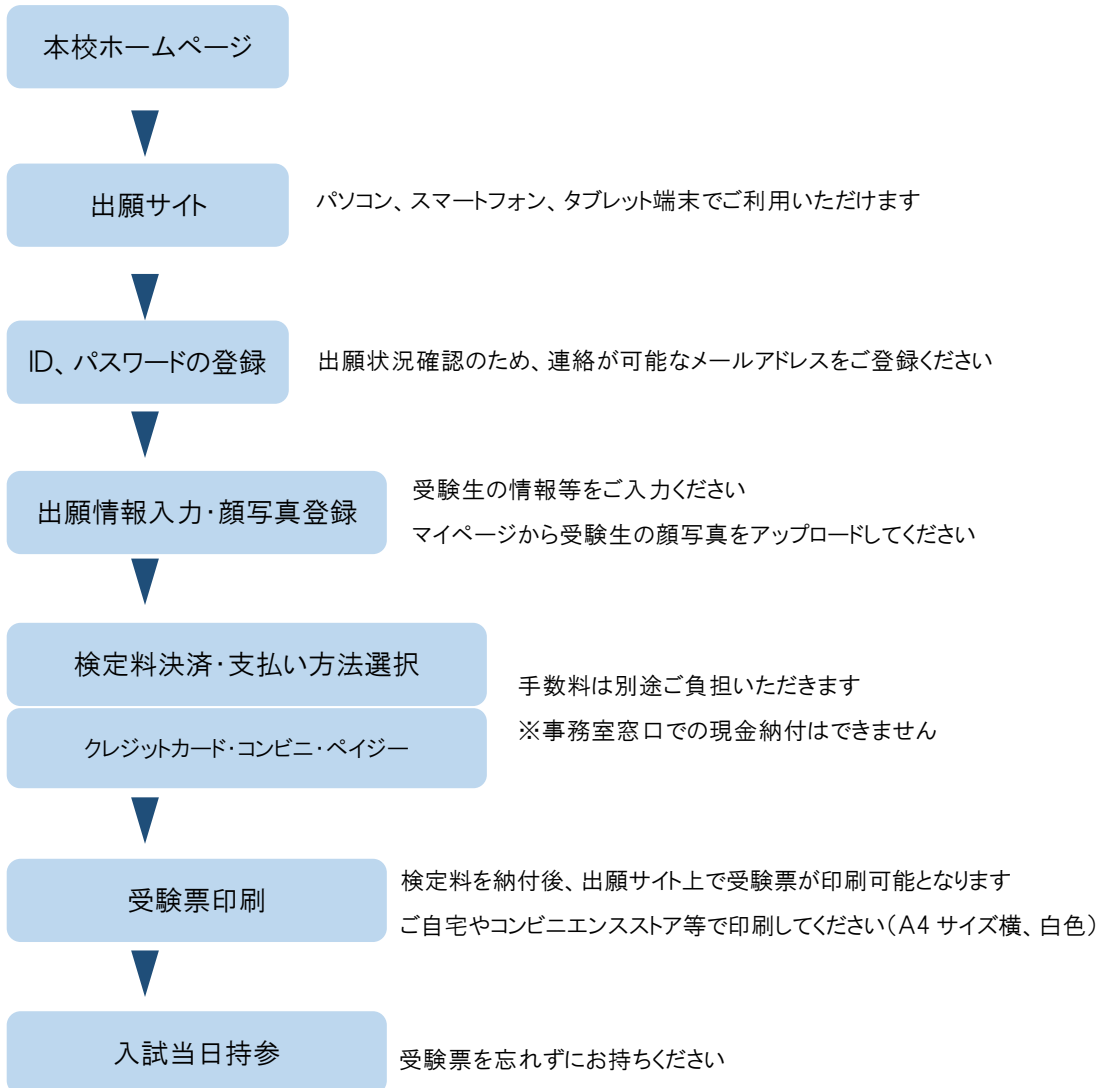 本校ホームページ
出願サイト
パソコン、スマートフォン、タブレット端末でご利用いただけます
ID、パスワードの登録
出願状況確認のため、連絡が可能なメールアドレスをご登録ください
出願情報入力・顔写真登録
受験生の情報等をご入力ください
マイページから受験生の顔写真をアップロードしてください
検定料決済・支払い方法選択
クレジットカード・コンビニ・ペイジー
手数料は別途ご負担いただきます
※事務室窓口での現金納付はできません
受験票印刷
検定料を納付後、出願サイト上で受験票が印刷可能となります
ご自宅やコンビニエンスストア等で印刷してください(A4 サイズ横、白色)
入試当日持参
受験票を忘れずにお持ちください